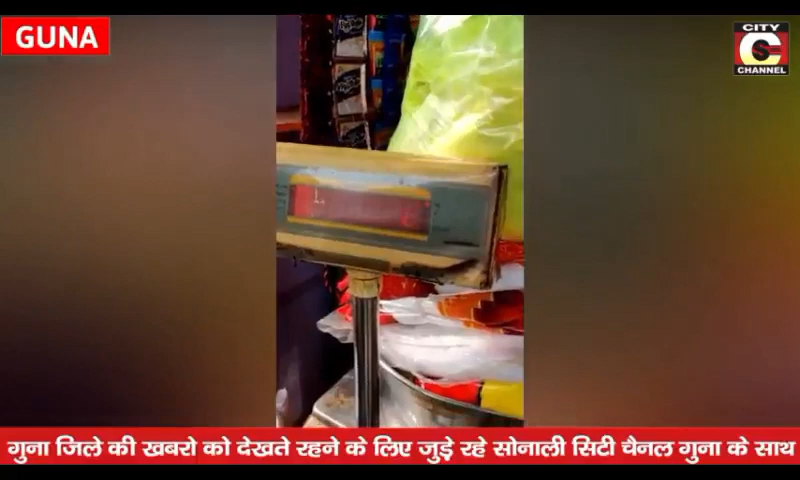 GUNA
CITY
CHANNEL
गुना जिले की खबरो को देखते रहने के लिए जुड़े रहे सोनाली सिटी चैनल गुना के साथ